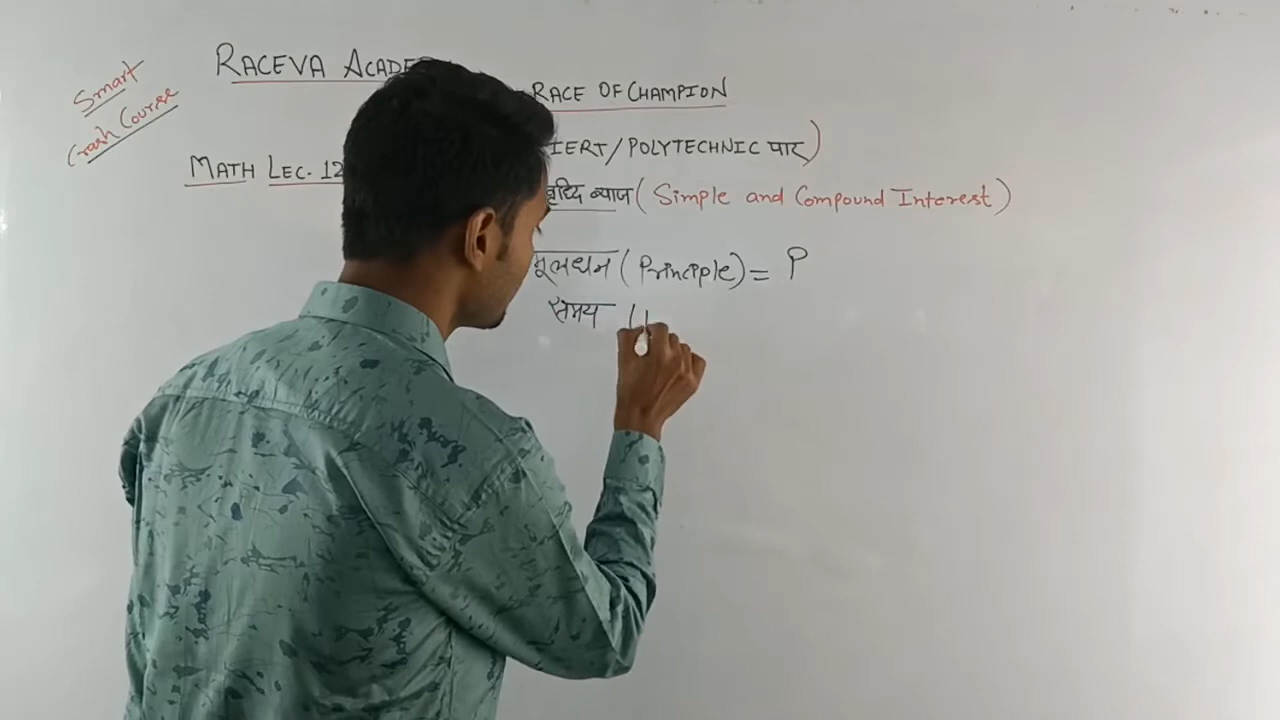 Smart
Crash Course
RACEVA
RACE OF CHAMPION
IERT/POLYTECHNIC पार)
MATH LEC. 12
ब्याज (Simple and Compound Interest)
मूलधन (Principle) = P
समय (